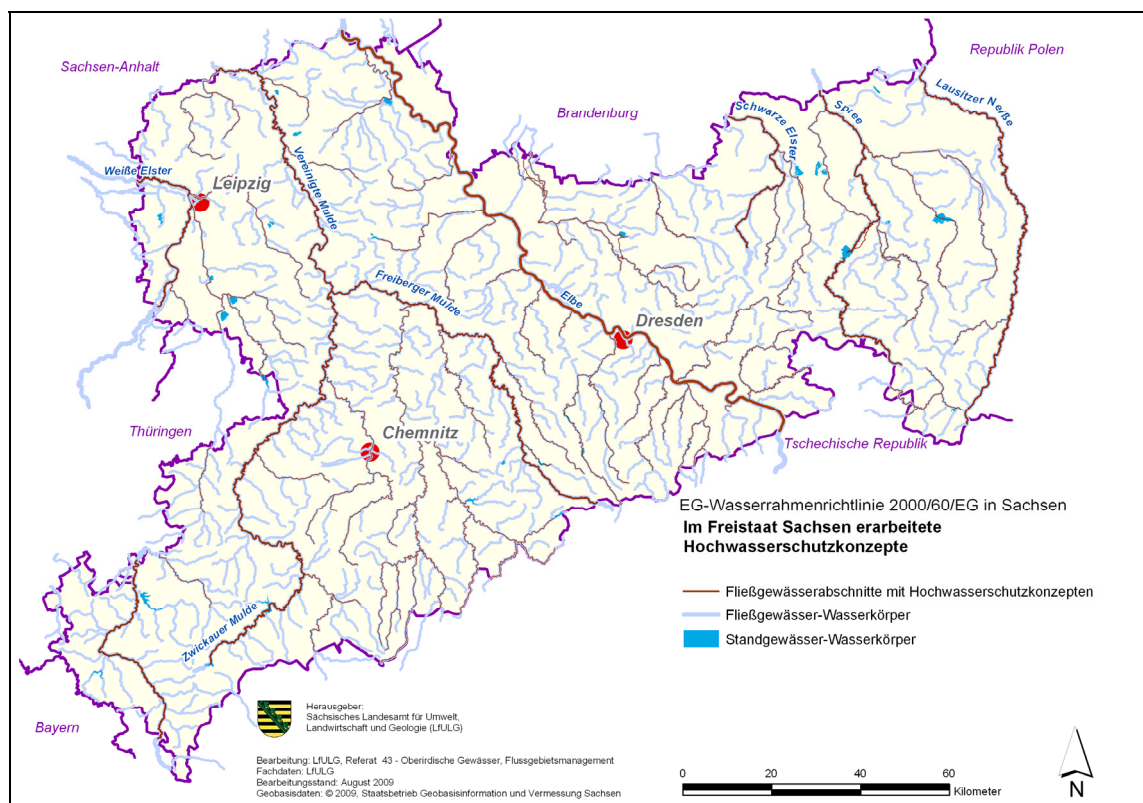 Republik Polen
Sachsen-Anhalt
Brandenburg
Lausitzer Neiße
Schwarze Elster
Spree
Weiße Elster
Leipzig
Vereinigte Mulde
Freiberger Mulde
Elbe
Dresden
Thüringen
Chemnitz
Tschechische Republik
Zwickauer Mulde
Bayern
EG-Wasserrahmenrichtlinie 2000/60/EG in Sachsen
Im Freistaat Sachsen erarbeitete
Hochwasserschutzkonzepte
Fließgewässerabschnitte mit Hochwasserschutzkonzepten
Fließgewässer-Wasserkörper
Standgewässer-Wasserkörper
Herausgeber:
Sächsisches Landesamt für Umwelt,
Landwirtschaft und Geologie (LfULG)
Bearbeitung: LfULG, Referat 43 - Oberirdische Gewässer, Flussgebietsmanagement
Fachdaten: LfULG
Bearbeitungsstand: August 2009
Geobasisdaten: © 2009, Staatsbetrieb Geobasisinformation und Vermessung Sachsen
0 20 40 60
Kilometer
N